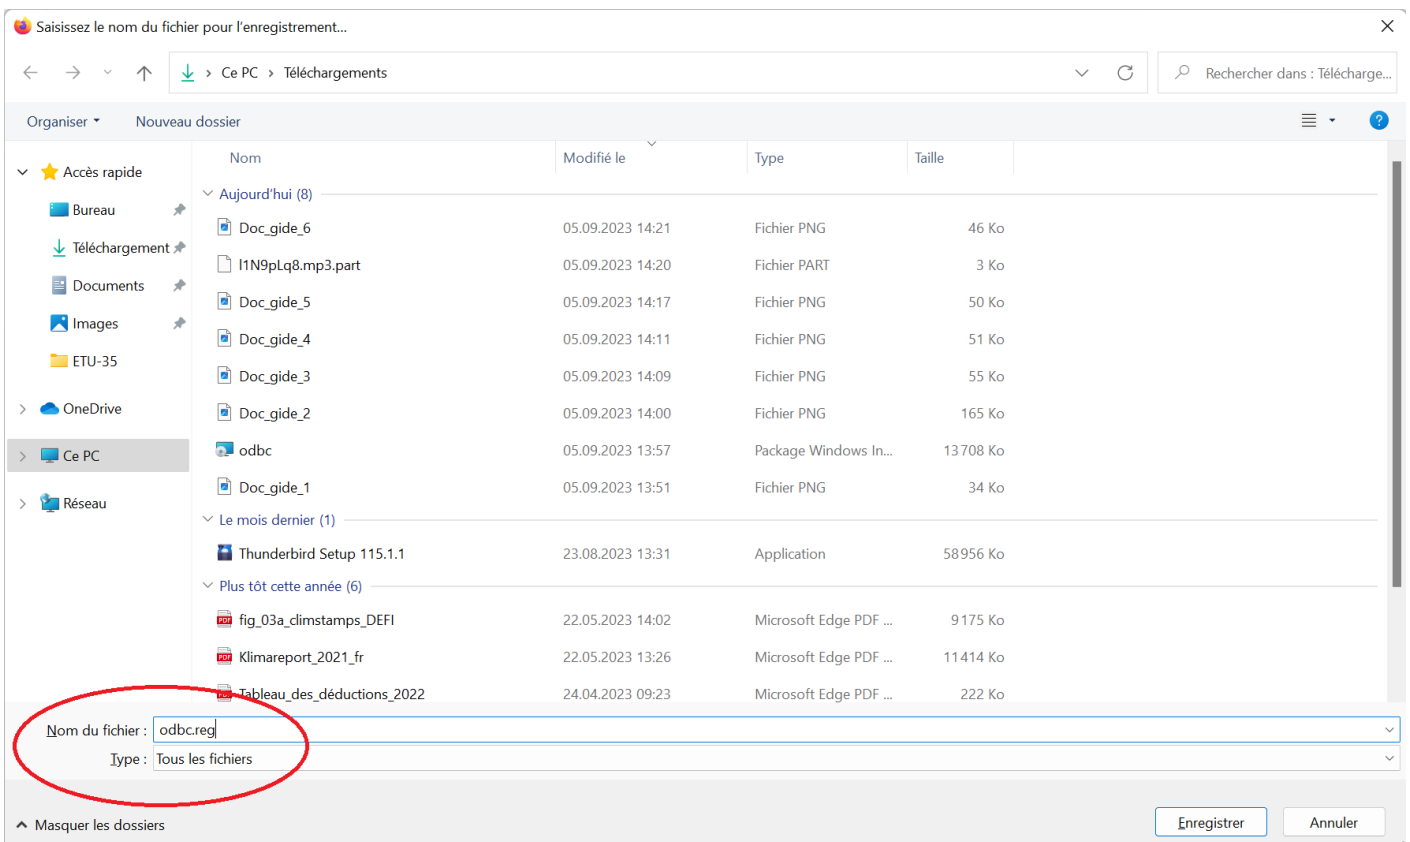 Saisissez le nom du fichier pour l'enregistrement...
Ce PC > Téléchargements
Rechercher dans : Télécharge...
Organiser Nouveau dossier
Nom Modifié le Type Taille
Accès rapide
Bureau
Téléchargement
Documents
Images
ETU-35
OneDrive
Ce PC
Réseau
Aujourd'hui (8)
Doc_gide_6 05.09.2023 14:21 Fichier PNG 46 Ko
l1N9pLq8.mp3.part 05.09.2023 14:20 Fichier PART 3 Ko
Doc_gide_5 05.09.2023 14:17 Fichier PNG 50 Ko
Doc_gide_4 05.09.2023 14:11 Fichier PNG 51 Ko
Doc_gide_3 05.09.2023 14:09 Fichier PNG 55 Ko
Doc_gide_2 05.09.2023 14:00 Fichier PNG 165 Ko
odbc 05.09.2023 13:57 Package Windows In... 13 708 Ko
Doc_gide_1 05.09.2023 13:51 Fichier PNG 34 Ko
Le mois dernier (1)
Thunderbird Setup 115.1.1 23.08.2023 13:31 Application 58 956 Ko
Plus tôt cette année (6)
fig_03a_climstamps_DEFI 22.05.2023 14:02 Microsoft Edge PDF ... 9 175 Ko
Klimareport_2021_fr 22.05.2023 13:26 Microsoft Edge PDF ... 11 414 Ko
Tableau_des_déductions_2022 24.04.2023 09:23 Microsoft Edge PDF ... 222 Ko
Nom du fichier : odbc.reg
Type : Tous les fichiers
Masquer les dossiers
Enregistrer Annuler